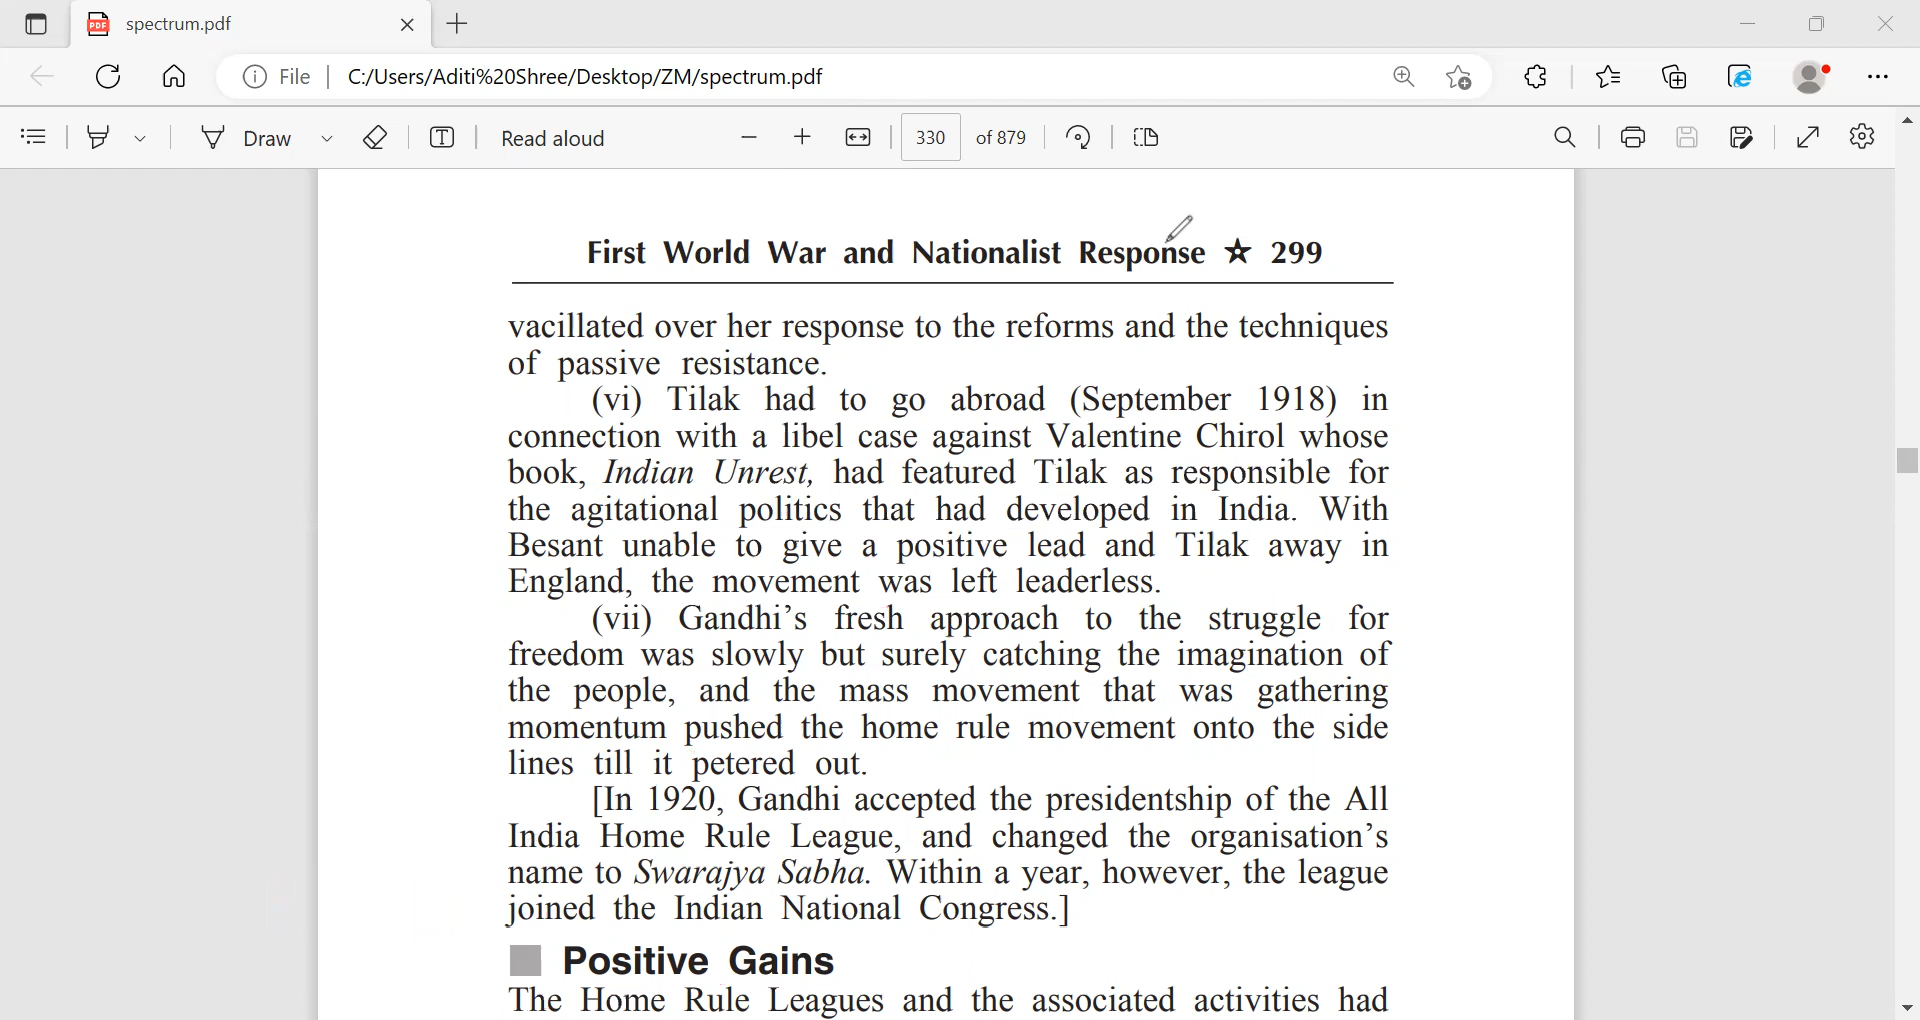 spectrum.pdf
File | C:/Users/Aditi%20Shree/Desktop/ZM/spectrum.pdf
Draw Read aloud 330 of 879
First World War and Nationalist Response ☆ 299
vacillated over her response to the reforms and the techniques
of passive resistance.
(vi) Tilak had to go abroad (September 1918) in
connection with a libel case against Valentine Chirol whose
book, Indian Unrest, had featured Tilak as responsible for
the agitational politics that had developed in India. With
Besant unable to give a positive lead and Tilak away in
England, the movement was left leaderless.
(vii) Gandhi's fresh approach to the struggle for
freedom was slowly but surely catching the imagination of
the people, and the mass movement that was gathering
momentum pushed the home rule movement onto the side
lines till it petered out.
[In 1920, Gandhi accepted the presidentship of the All
India Home Rule League, and changed the organisation's
name to Swarajya Sabha. Within a year, however, the league
joined the Indian National Congress.]
Positive Gains
The Home Rule Leagues and the associated activities had